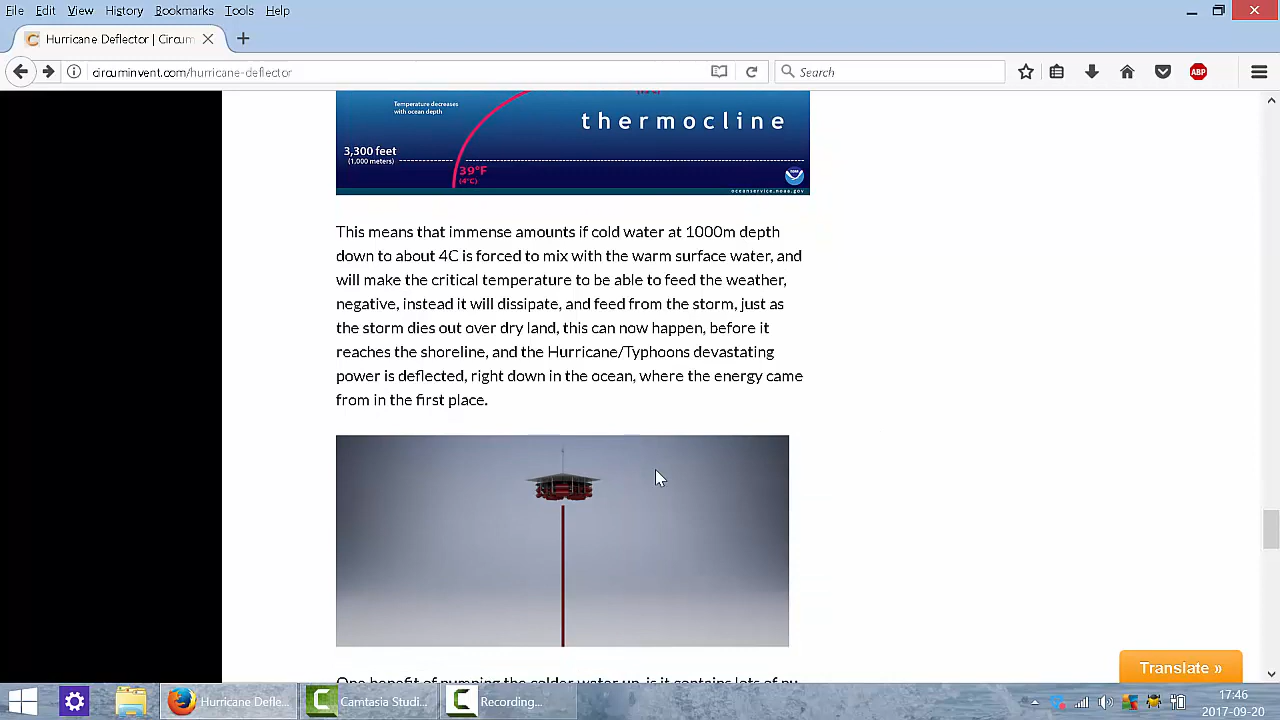 File Edit View History Bookmarks Tools Help
Hurricane Deflector | Circum
circuminvent.com/hurricane-deflector
Search
ABP
Temperature decreases
with ocean depth
thermocline
3,300 feet
(1,000 meters)
39°F
(4°C)
oceanservice.noaa.gov
This means that immense amounts if cold water at 1000m depth
down to about 4C is forced to mix with the warm surface water, and
will make the critical temperature to be able to feed the weather,
negative, instead it will dissipate, and feed from the storm, just as
the storm dies out over dry land, this can now happen, before it
reaches the shoreline, and the Hurricane/Typhoons devastating
power is deflected, right down in the ocean, where the energy came
from in the first place.
One benefit of pumping the colder water up, is it contains lots of nu
Translate »
Hurricane Defle...
Camtasia Studi...
Recording...
17:46
2017-09-20